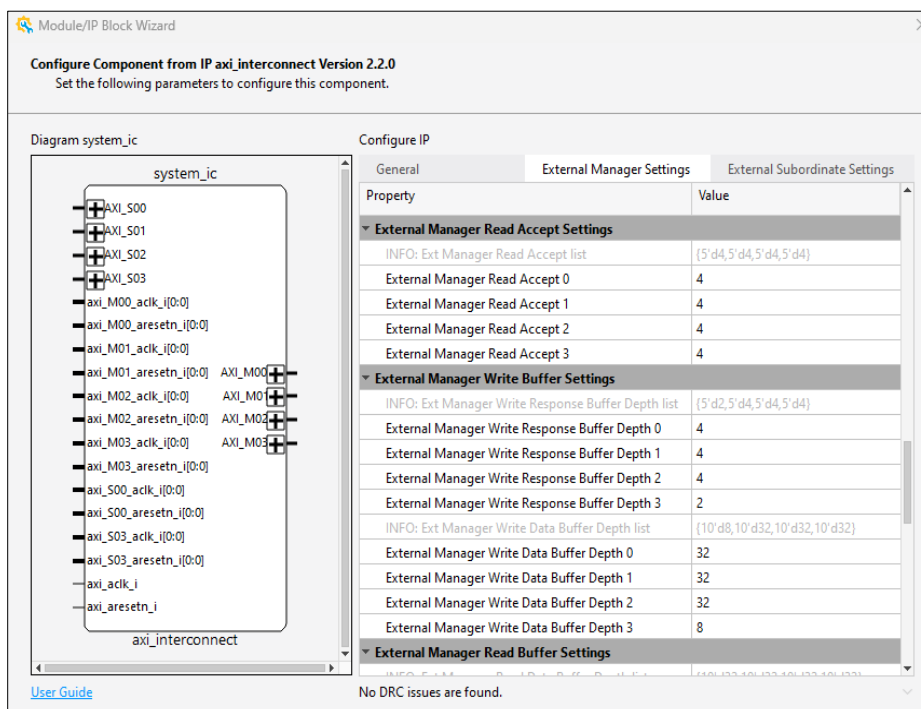 Module/IP Block Wizard
Configure Component from IP axi_interconnect Version 2.2.0
Set the following parameters to configure this component.
Diagram system_ic
system_ic
AXI_S00
AXI_S01
AXI_S02
AXI_S03
axi_M00_aclk_i[0:0]
axi_M00_aresetn_i[0:0]
axi_M01_aclk_i[0:0]
axi_M01_aresetn_i[0:0] AXI_M00
axi_M02_aclk_i[0:0] AXI_M01
axi_M02_aresetn_i[0:0] AXI_M02
axi_M03_aclk_i[0:0] AXI_M03
axi_M03_aresetn_i[0:0]
axi_S00_aclk_i[0:0]
axi_S00_aresetn_i[0:0]
axi_S03_aclk_i[0:0]
axi_S03_aresetn_i[0:0]
axi_aclk_i
axi_aresetn_i
axi_interconnect
User Guide
Configure IP
General External Manager Settings External Subordinate Settings
Property Value
External Manager Read Accept Settings
INFO: Ext Manager Read Accept list {5'd4,5'd4,5'd4,5'd4}
External Manager Read Accept 0 4
External Manager Read Accept 1 4
External Manager Read Accept 2 4
External Manager Read Accept 3 4
External Manager Write Buffer Settings
INFO: Ext Manager Write Response Buffer Depth list {5'd2,5'd4,5'd4,5'd4}
External Manager Write Response Buffer Depth 0 4
External Manager Write Response Buffer Depth 1 4
External Manager Write Response Buffer Depth 2 4
External Manager Write Response Buffer Depth 3 2
INFO: Ext Manager Write Data Buffer Depth list {10'd8,10'd32,10'd32,10'd32}
External Manager Write Data Buffer Depth 0 32
External Manager Write Data Buffer Depth 1 32
External Manager Write Data Buffer Depth 2 32
External Manager Write Data Buffer Depth 3 8
External Manager Read Buffer Settings
No DRC issues are found.